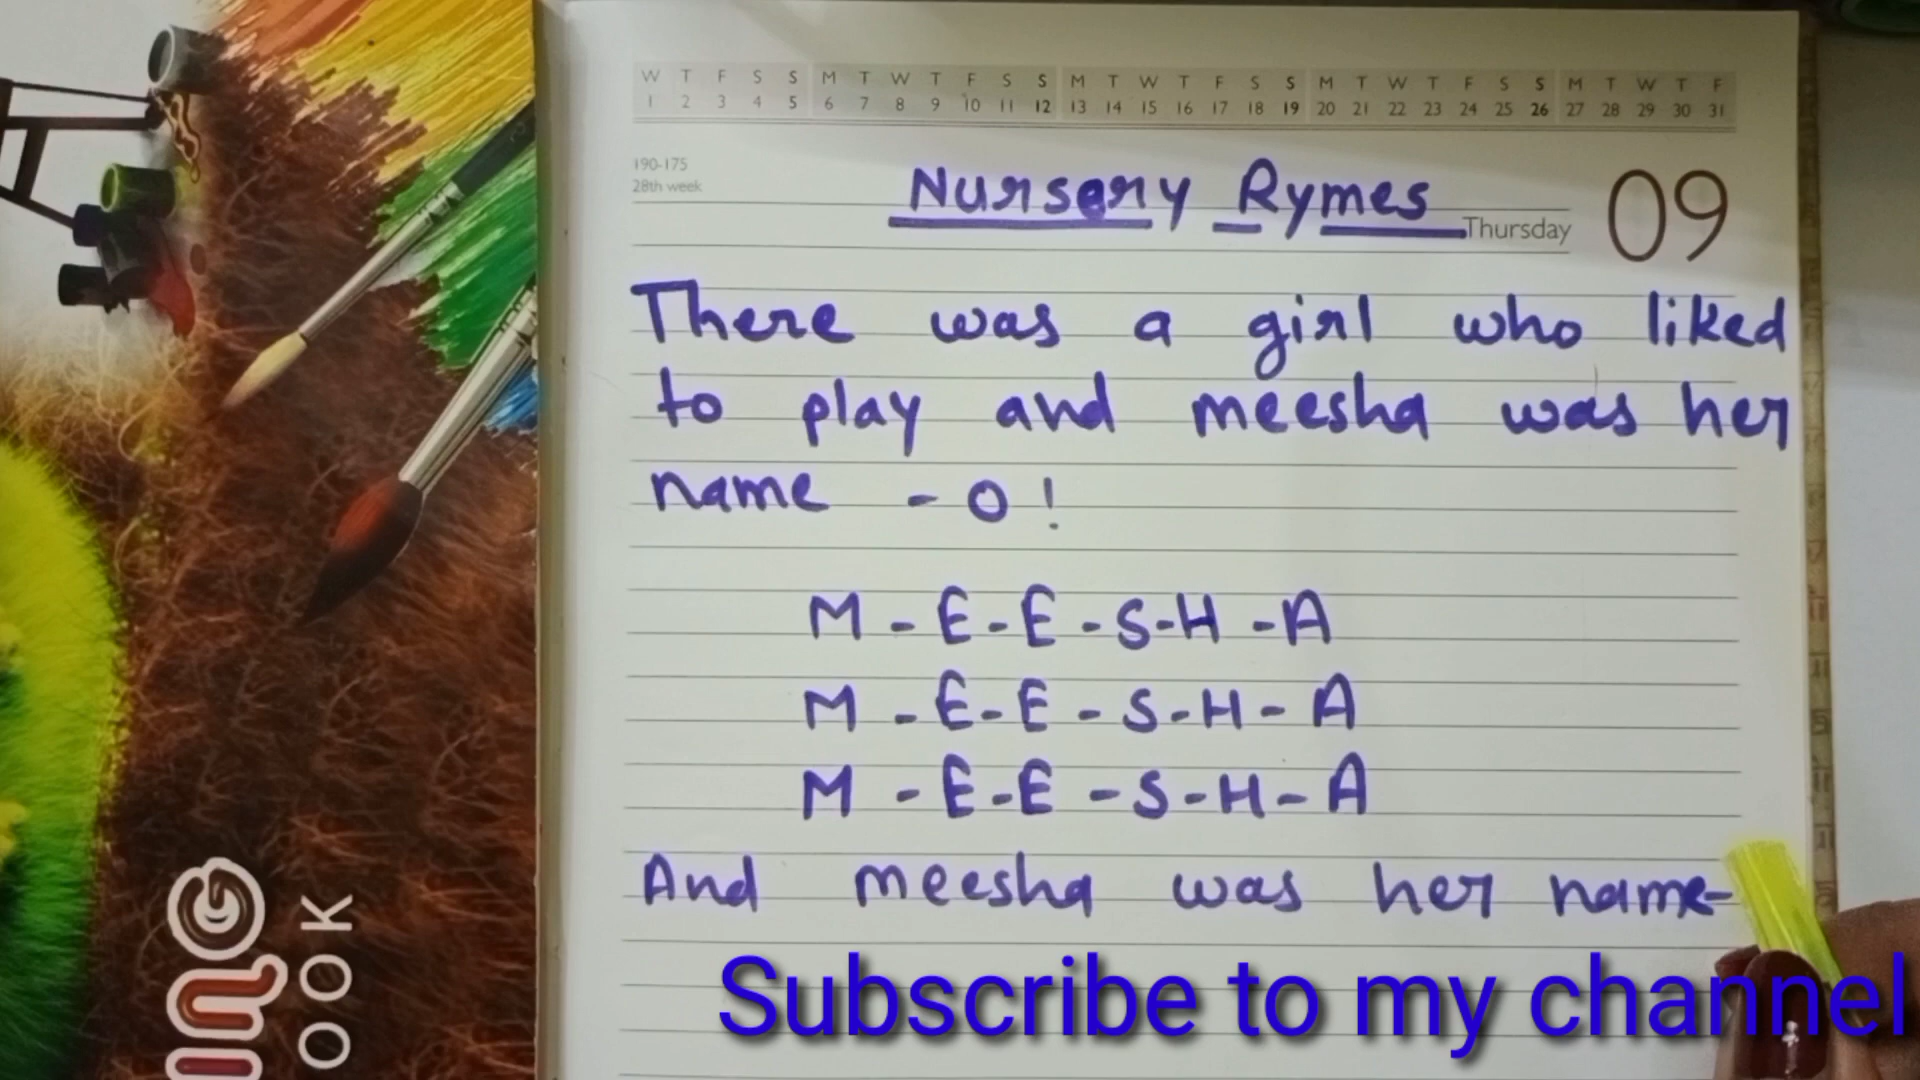 W T F S S M T W T F S S M T W T F S S M T W T F S S M T W T F
1 2 3 4 5 6 7 8 9 10 11 12 13 14 15 16 17 18 19 20 21 22 23 24 25 26 27 28 29 30 31
190-175
28th week
Nursery Rymes
Thursday
09
There was a girl who liked
to play and meesha was her
name - O !
M - E - E - S - H - A
M - E - E - S - H - A
M - E - E - S - H - A
And meesha was her name-
Subscribe to my channel
OOK